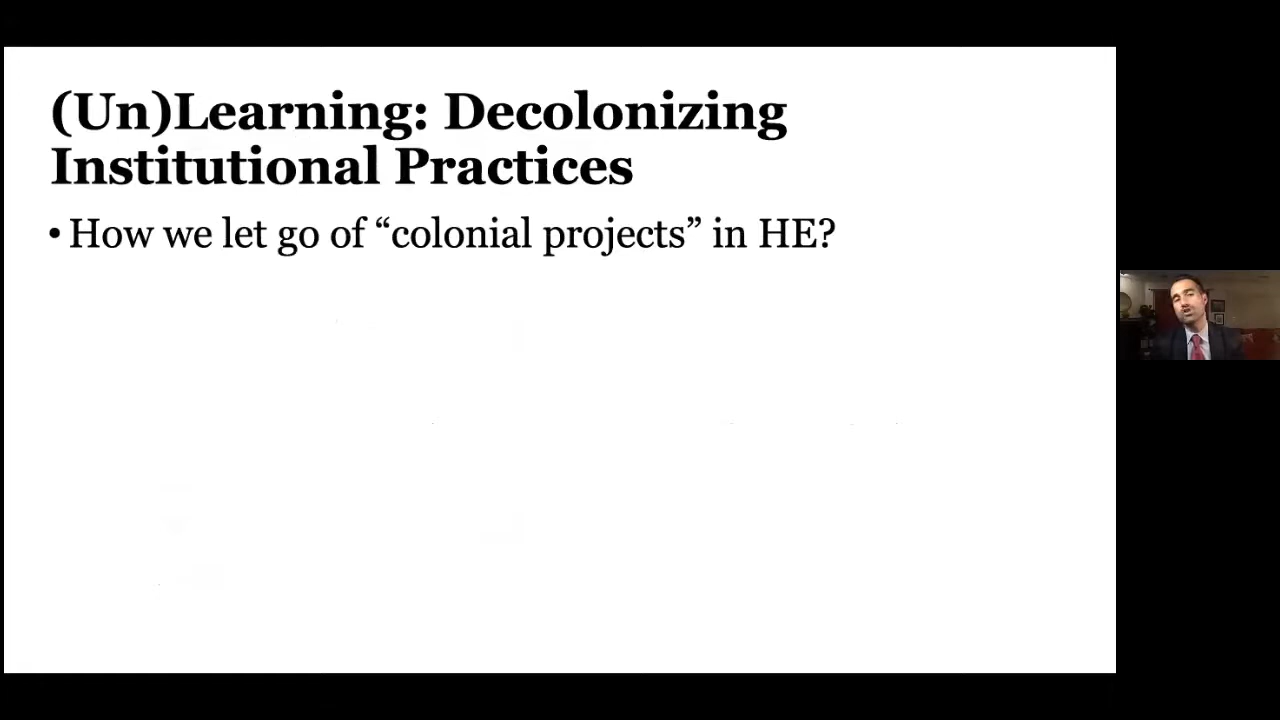 (Un)Learning: Decolonizing
Institutional Practices
• How we let go of “colonial projects” in HE?